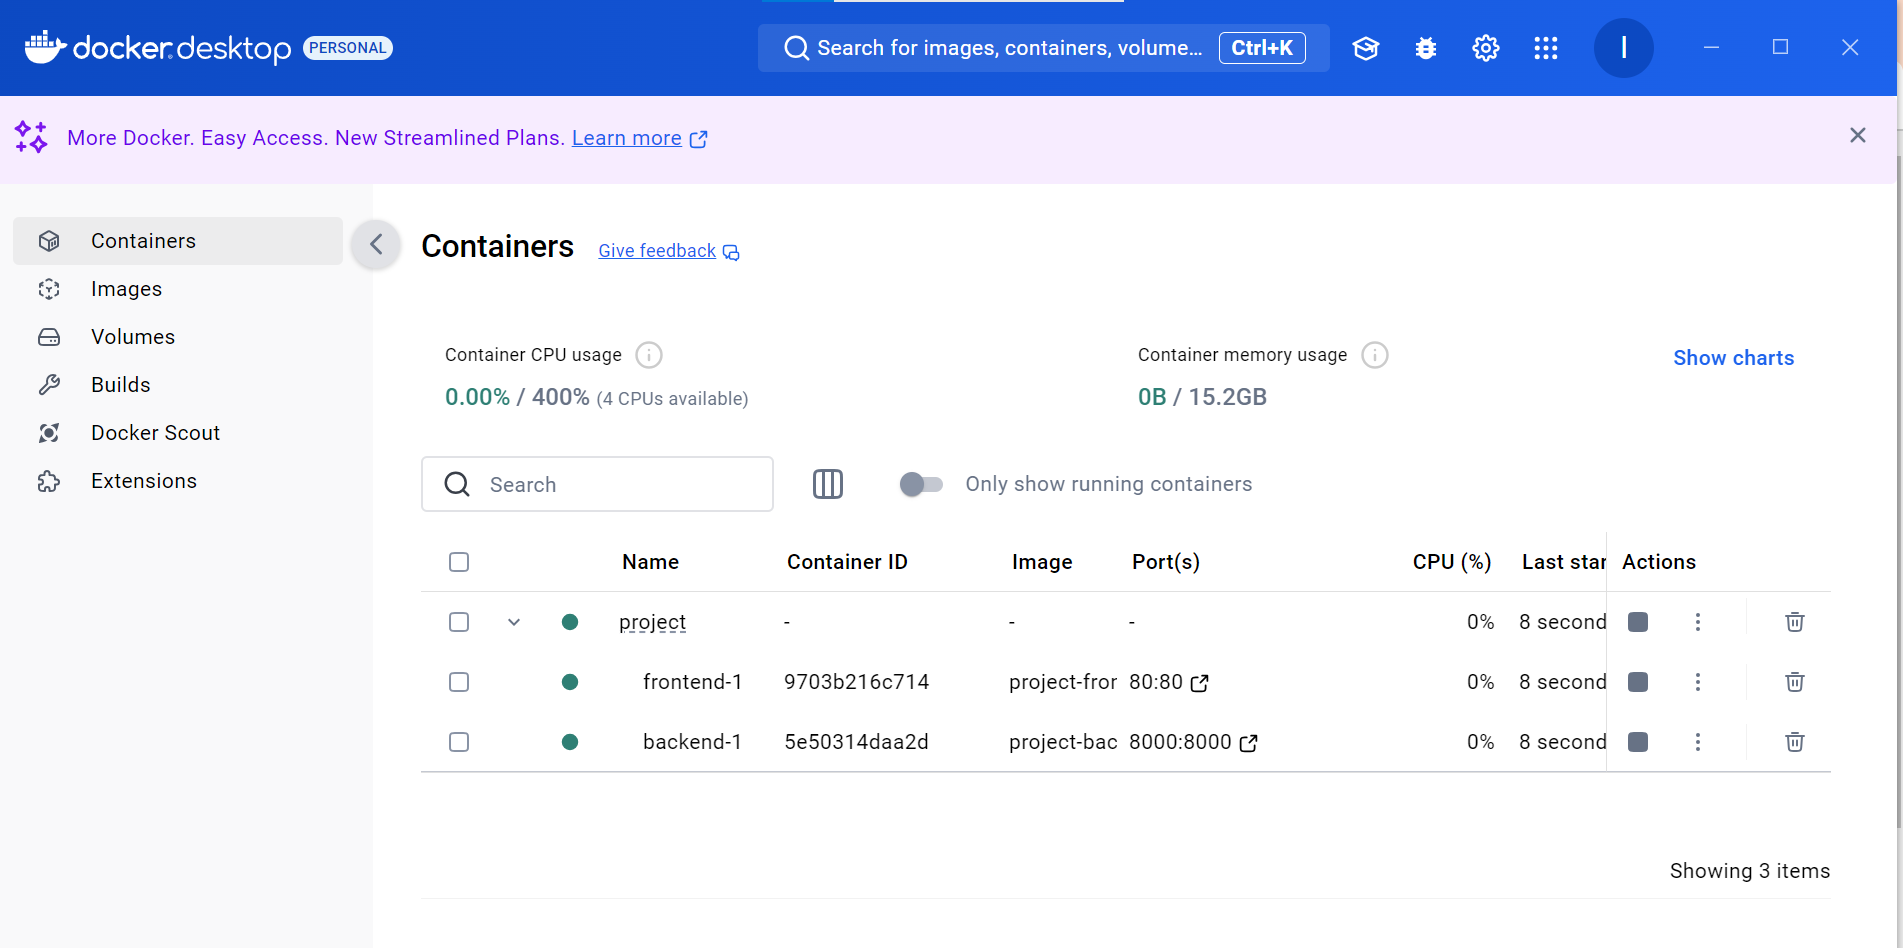 docker desktop PERSONAL
Search for images, containers, volume... Ctrl+K
I
More Docker. Easy Access. New Streamlined Plans. Learn more
Containers
Images
Volumes
Builds
Docker Scout
Extensions
Containers Give feedback
Container CPU usage
0.00% / 400% (4 CPUs available)
Container memory usage
0B / 15.2GB
Show charts
Search
Only show running containers
Name Container ID Image Port(s) CPU (%) Last star Actions
project - - - 0% 8 second
frontend-1 9703b216c714 project-fror 80:80 0% 8 second
backend-1 5e50314daa2d project-bac 8000:8000 0% 8 second
Showing 3 items